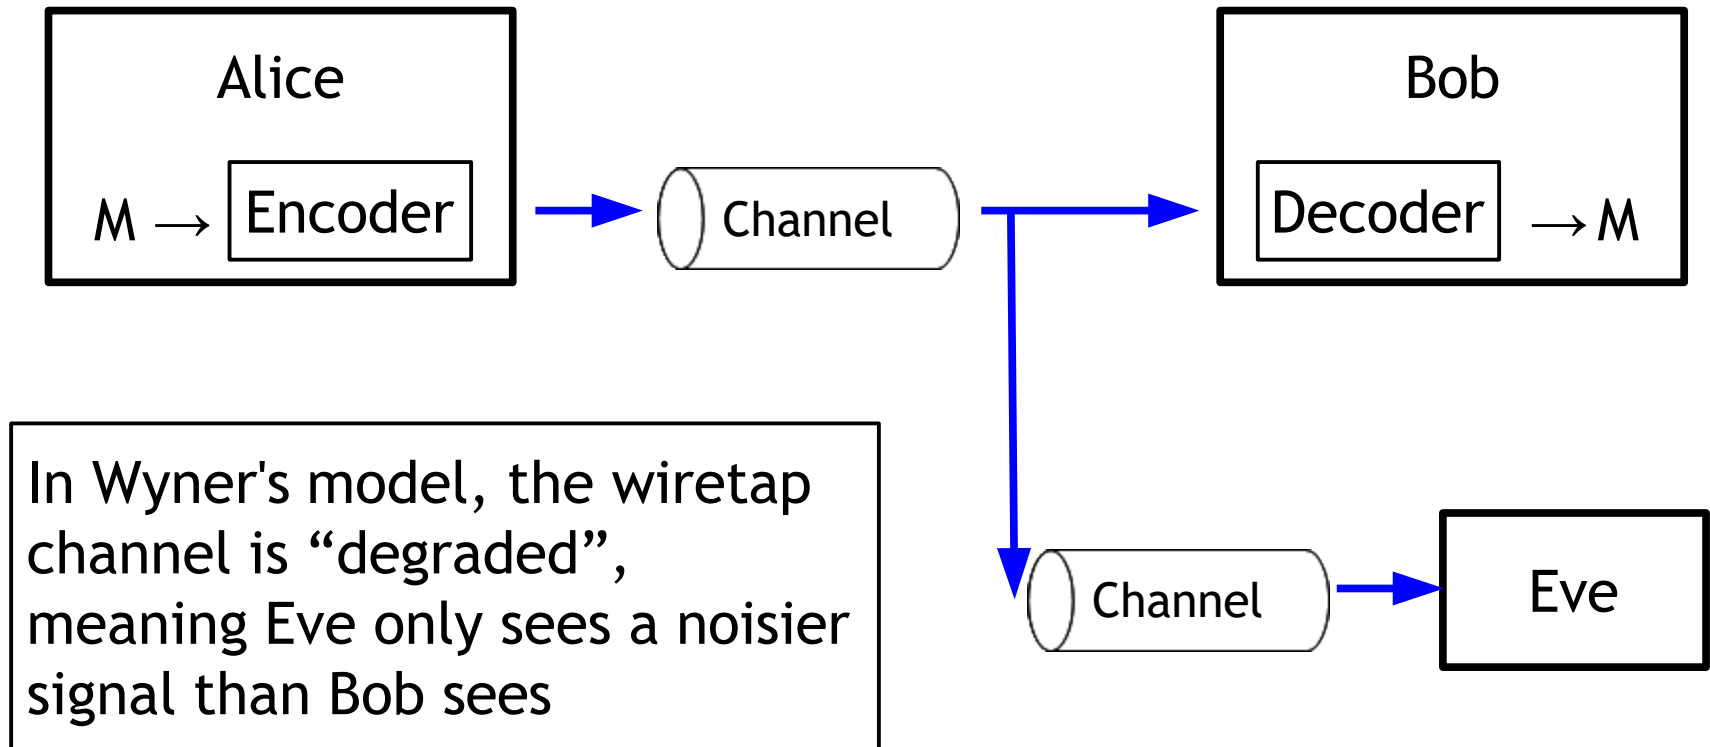 Alice
M → Encoder
Channel
Bob
Decoder → M
In Wyner's model, the wiretap
channel is “degraded”,
meaning Eve only sees a noisier
signal than Bob sees
Channel
Eve